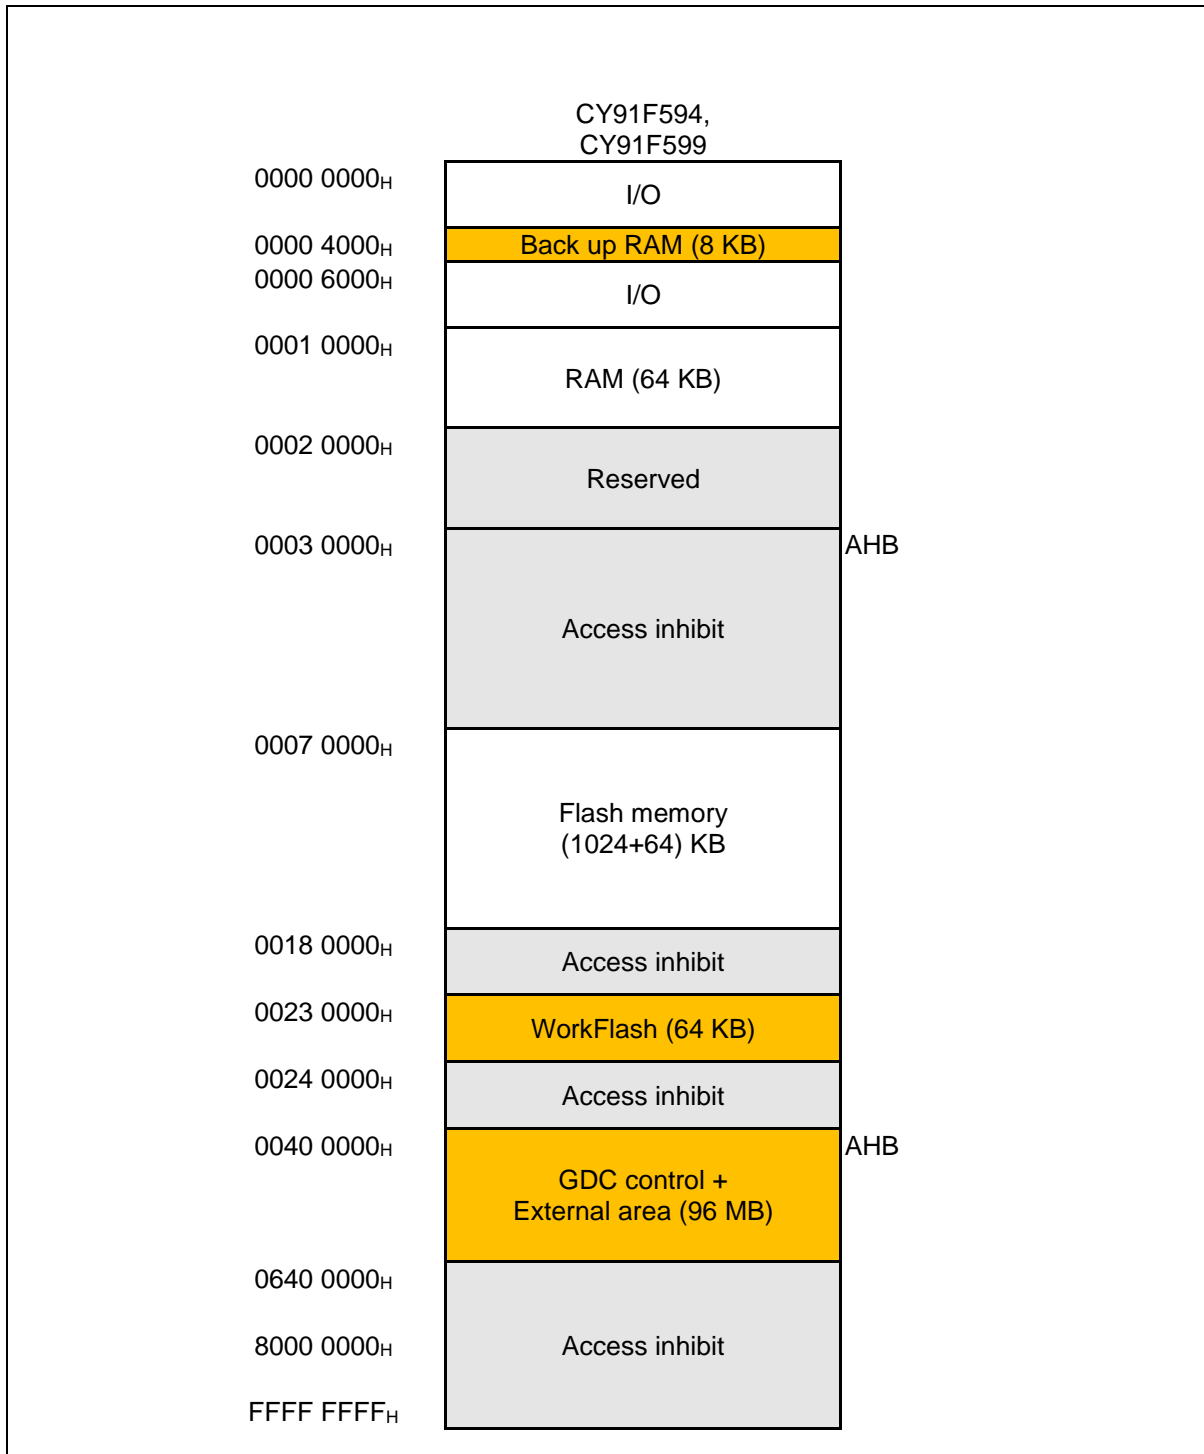 CY91F594,
CY91F599
0000 0000H
I/O
0000 4000H
Back up RAM (8 KB)
0000 6000H
I/O
0001 0000H
RAM (64 KB)
0002 0000H
Reserved
0003 0000H
AHB
Access inhibit
0007 0000H
Flash memory
(1024+64) KB
0018 0000H
Access inhibit
0023 0000H
WorkFlash (64 KB)
0024 0000H
Access inhibit
0040 0000H
AHB
GDC control +
External area (96 MB)
0640 0000H
8000 0000H
Access inhibit
FFFF FFFFH